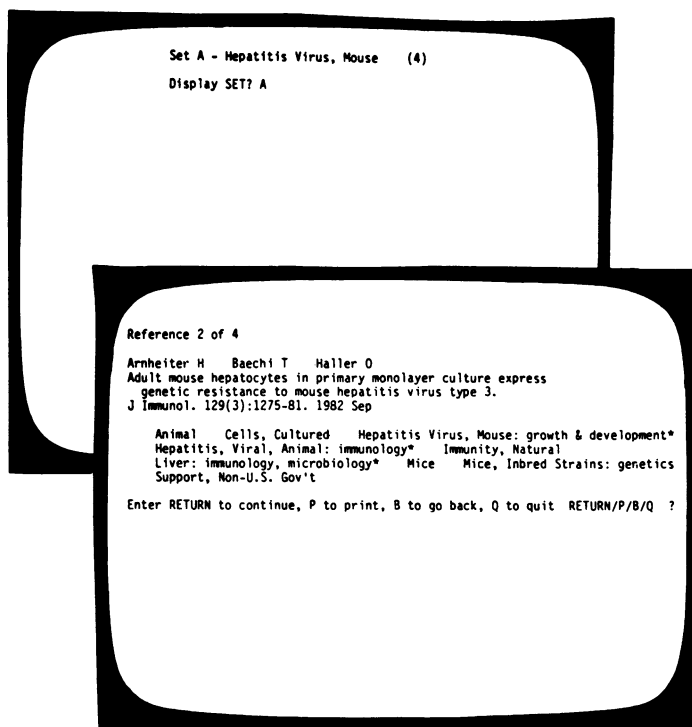 Set A - Hepatitis Virus, Mouse (4)
Display SET? A
Reference 2 of 4
Arnheiter H Baechi T Haller O
Adult mouse hepatocytes in primary monolayer culture express
genetic resistance to mouse hepatitis virus type 3.
J Immunol. 129(3):1275-81. 1982 Sep
Animal Cells, Cultured Hepatitis Virus, Mouse: growth & development*
Hepatitis, Viral, Animal: immunology* Immunity, Natural
Liver: immunology, microbiology* Mice Mice, Inbred Strains: genetics
Support, Non-U.S. Gov't
Enter RETURN to continue, P to print, B to go back, Q to quit RETURN/P/B/Q ?